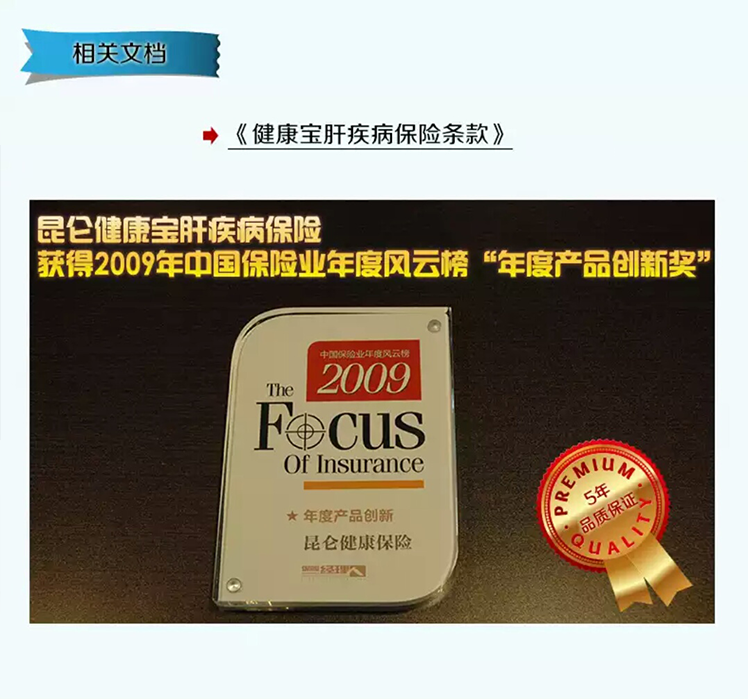 相关文档
《健康宝肝疾病保险条款》
昆仑健康宝肝疾病保险
获得2009年中国保险业年度风云榜“年度产品创新奖”
中国保险业年度风云榜
2009
The
Focus
Of Insurance
★ 年度产品创新
昆仑健康保险
经理人
PREMIUM
5年
品质保证
QUALITY